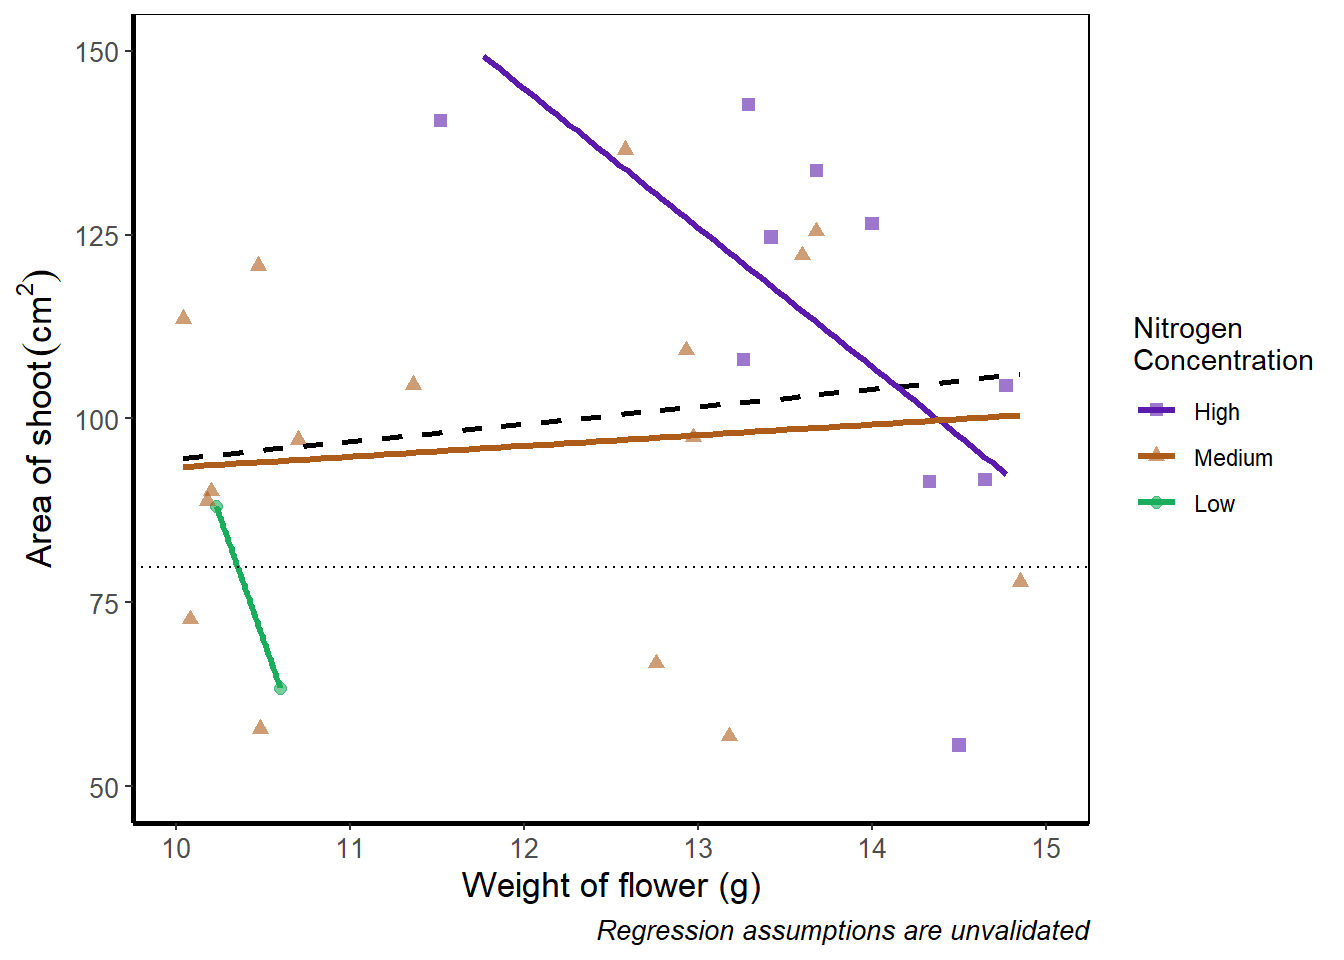 150
125
100
75
50
Area of shoot(cm²)
10 11 12 13 14 15
Weight of flower (g)
Regression assumptions are unvalidated
Nitrogen
Concentration
High
Medium
Low